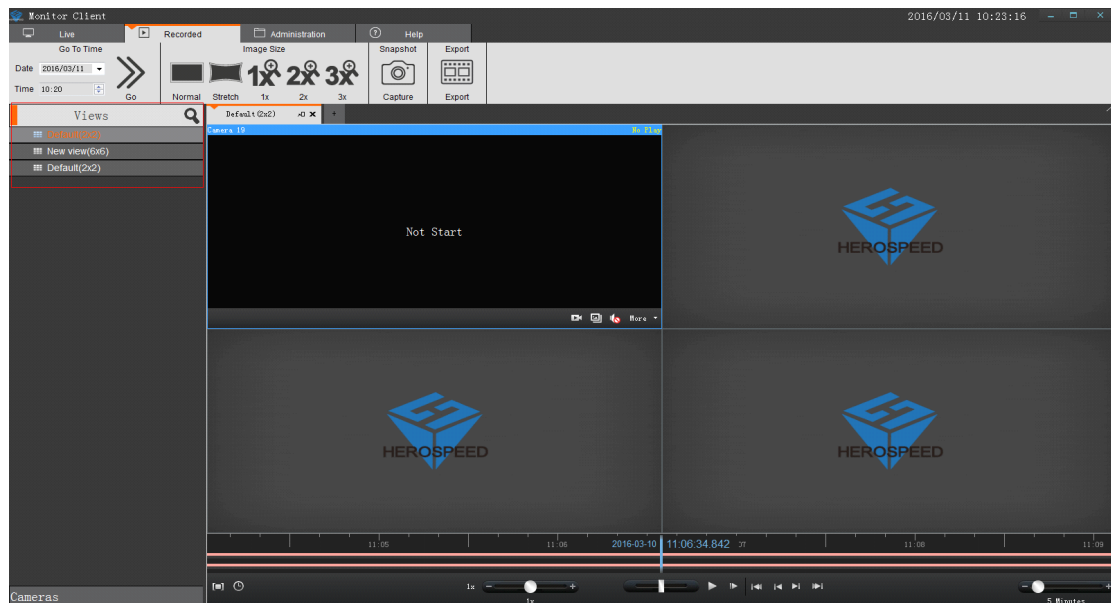 Monitor Client 2016/03/11 10:23:16
Live Recorded Administration Help
Go To Time Image Size Snapshot Export
Date 2016/03/11
Time 10:20
Go Normal Stretch 1x 2x 3x Capture Export
1X 2X 3X
Views Default(2x2)
Camera 19 No Play
New view(6x6)
Default(2x2)
Not Start
HEROSPEED
More
HEROSPEED
HEROSPEED
11:05 11:06 2016-03-10 11:06:34.842 11:08 11:09
1x
Cameras 1x 5 Minutes